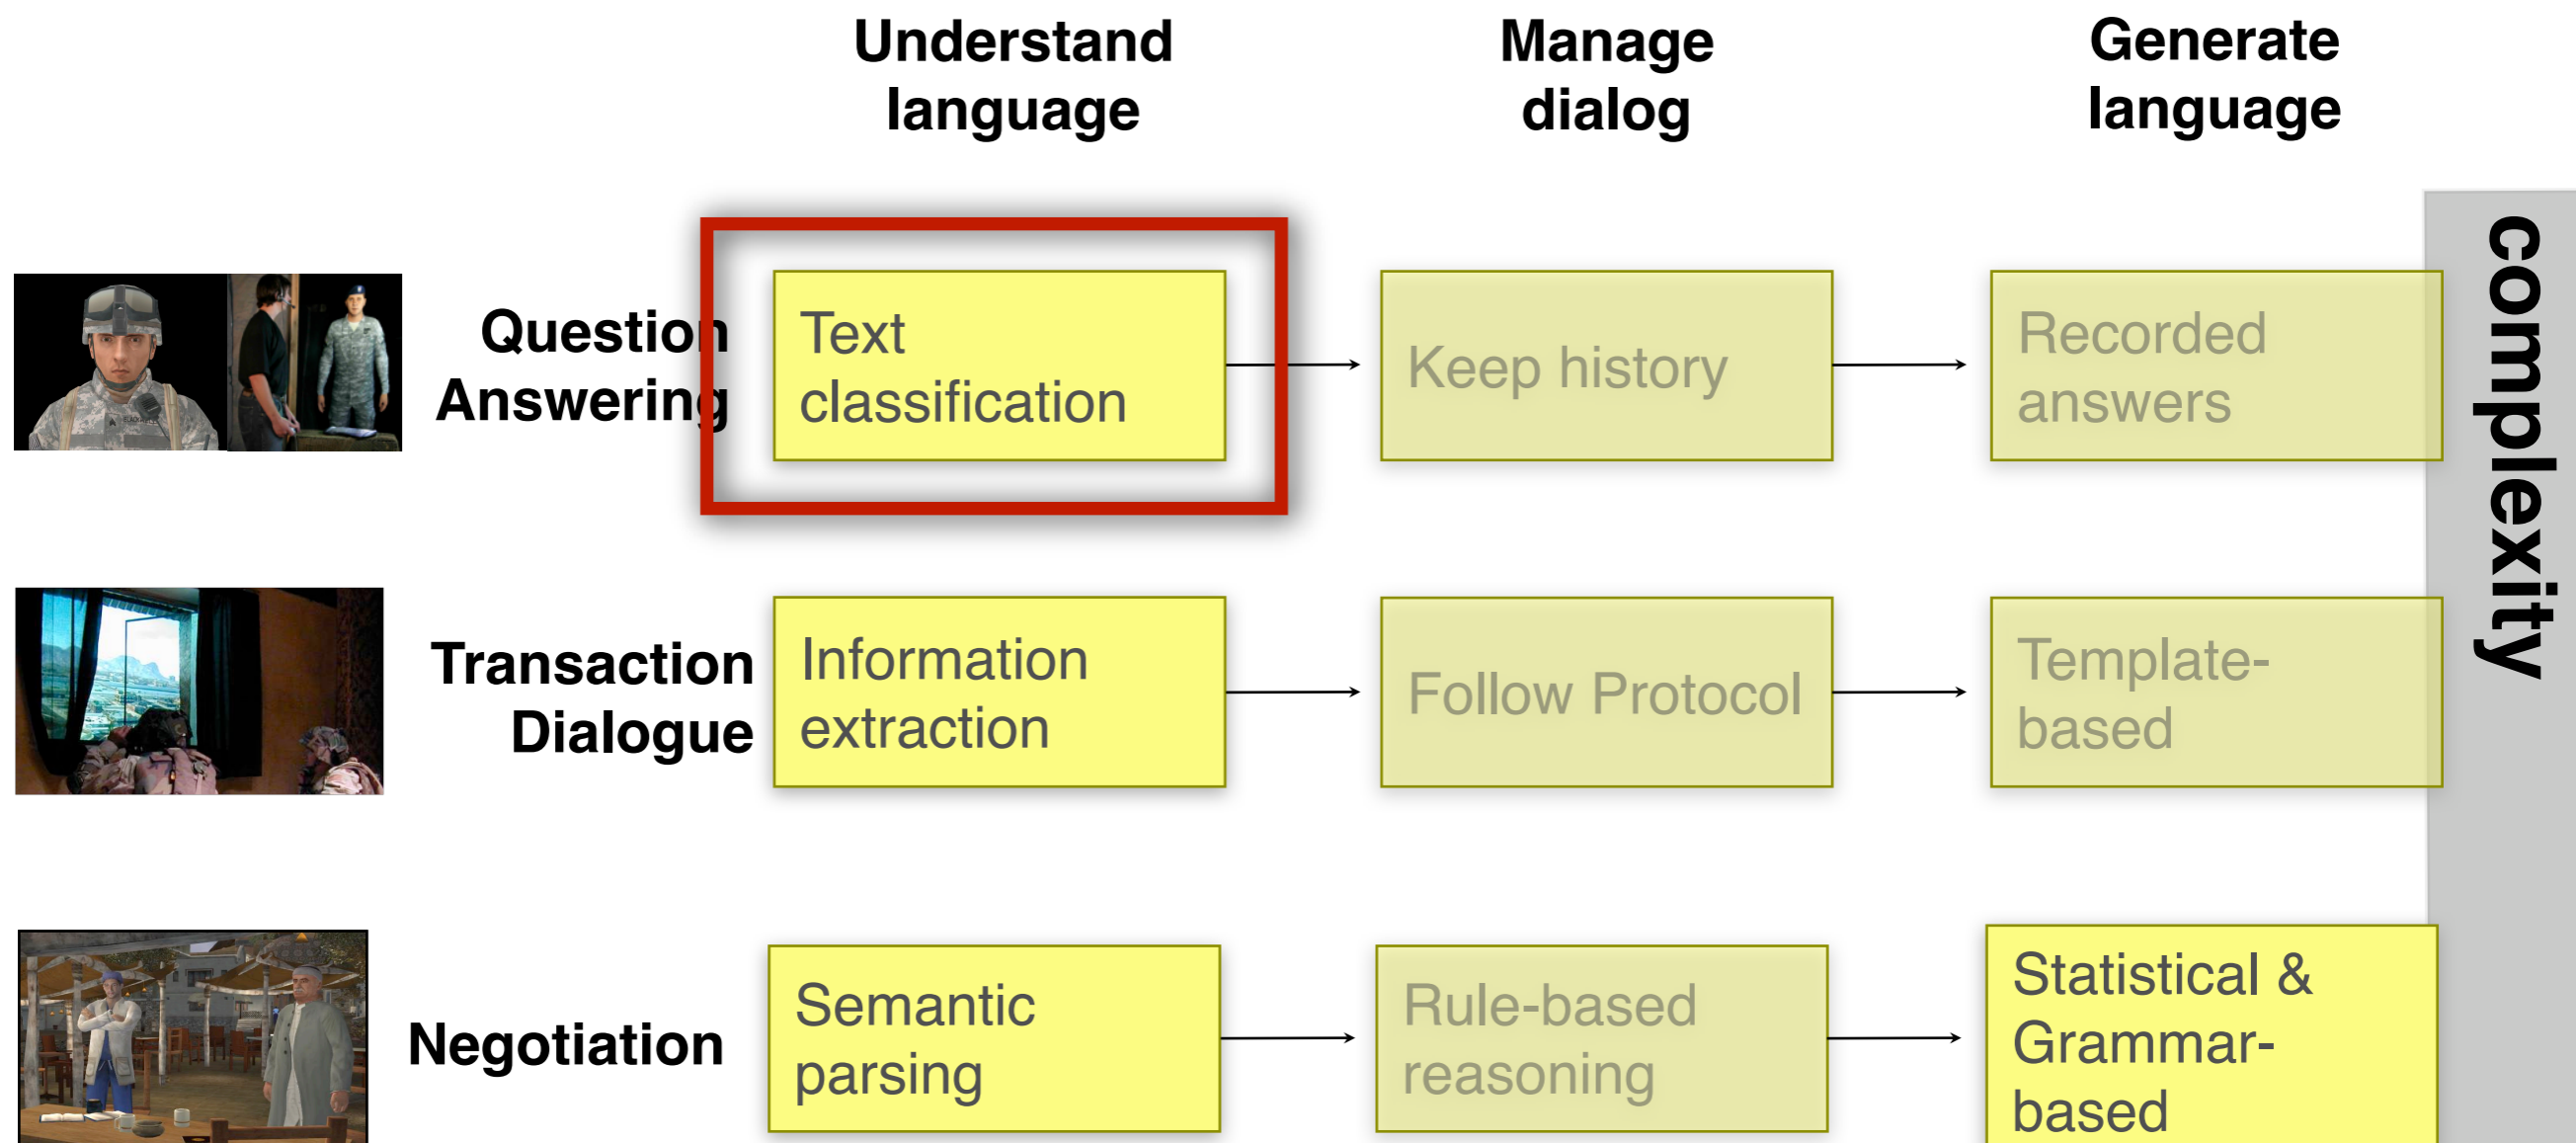 Understand
language
Manage
dialog
Generate
language
complexity
Question
Answering
Text
classification
Keep history
Recorded
answers
Transaction
Dialogue
Information
extraction
Follow Protocol
Template-
based
Negotiation
Semantic
parsing
Rule-based
reasoning
Statistical &
Grammar-
based